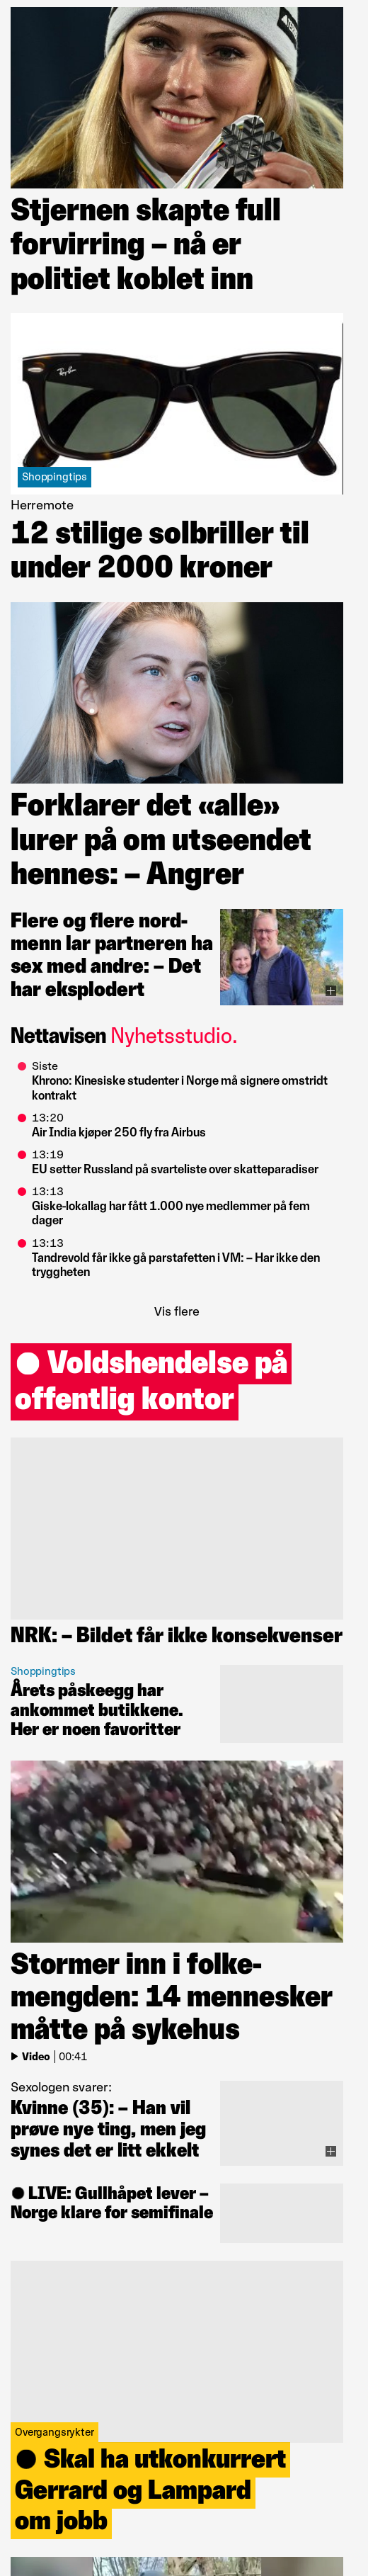 Stjernen skapte full
forvirring – nå er
politiet koblet inn
Ray-Ban
Shoppingtips
Herremote
12 stilige solbriller til
under 2000 kroner
Forklarer det «alle»
lurer på om utseendet
hennes: – Angrer
Flere og flere nord-
menn lar partneren ha
sex med andre: – Det
har eksplodert
Nettavisen Nyhetsstudio.
Siste
Khrono: Kinesiske studenter i Norge må signere omstridt
kontrakt
13:20
Air India kjøper 250 fly fra Airbus
13:19
EU setter Russland på svarteliste over skatteparadiser
13:13
Giske-lokallag har fått 1.000 nye medlemmer på fem
dager
13:13
Tandrevold får ikke gå parstafetten i VM: – Har ikke den
tryggheten
Vis flere
Voldshendelse på
offentlig kontor
NRK: – Bildet får ikke konsekvenser
Shoppingtips
Årets påskeegg har
ankommet butikkene.
Her er noen favoritter
Stormer inn i folke-
mengden: 14 mennesker
måtte på sykehus
Video | 00:41
Sexologen svarer:
Kvinne (35): – Han vil
prøve nye ting, men jeg
synes det er litt ekkelt
LIVE: Gullhåpet lever –
Norge klare for semifinale
Overgangsrykter
Skal ha utkonkurrert
Gerrard og Lampard
om jobb